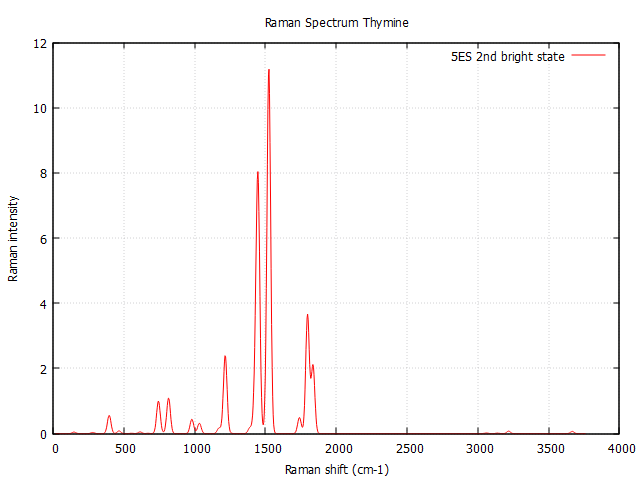 Raman Spectrum Thymine
5ES 2nd bright state
12
10
8
6
4
2
0
Raman intensity
0 500 1000 1500 2000 2500 3000 3500 4000
Raman shift (cm-1)